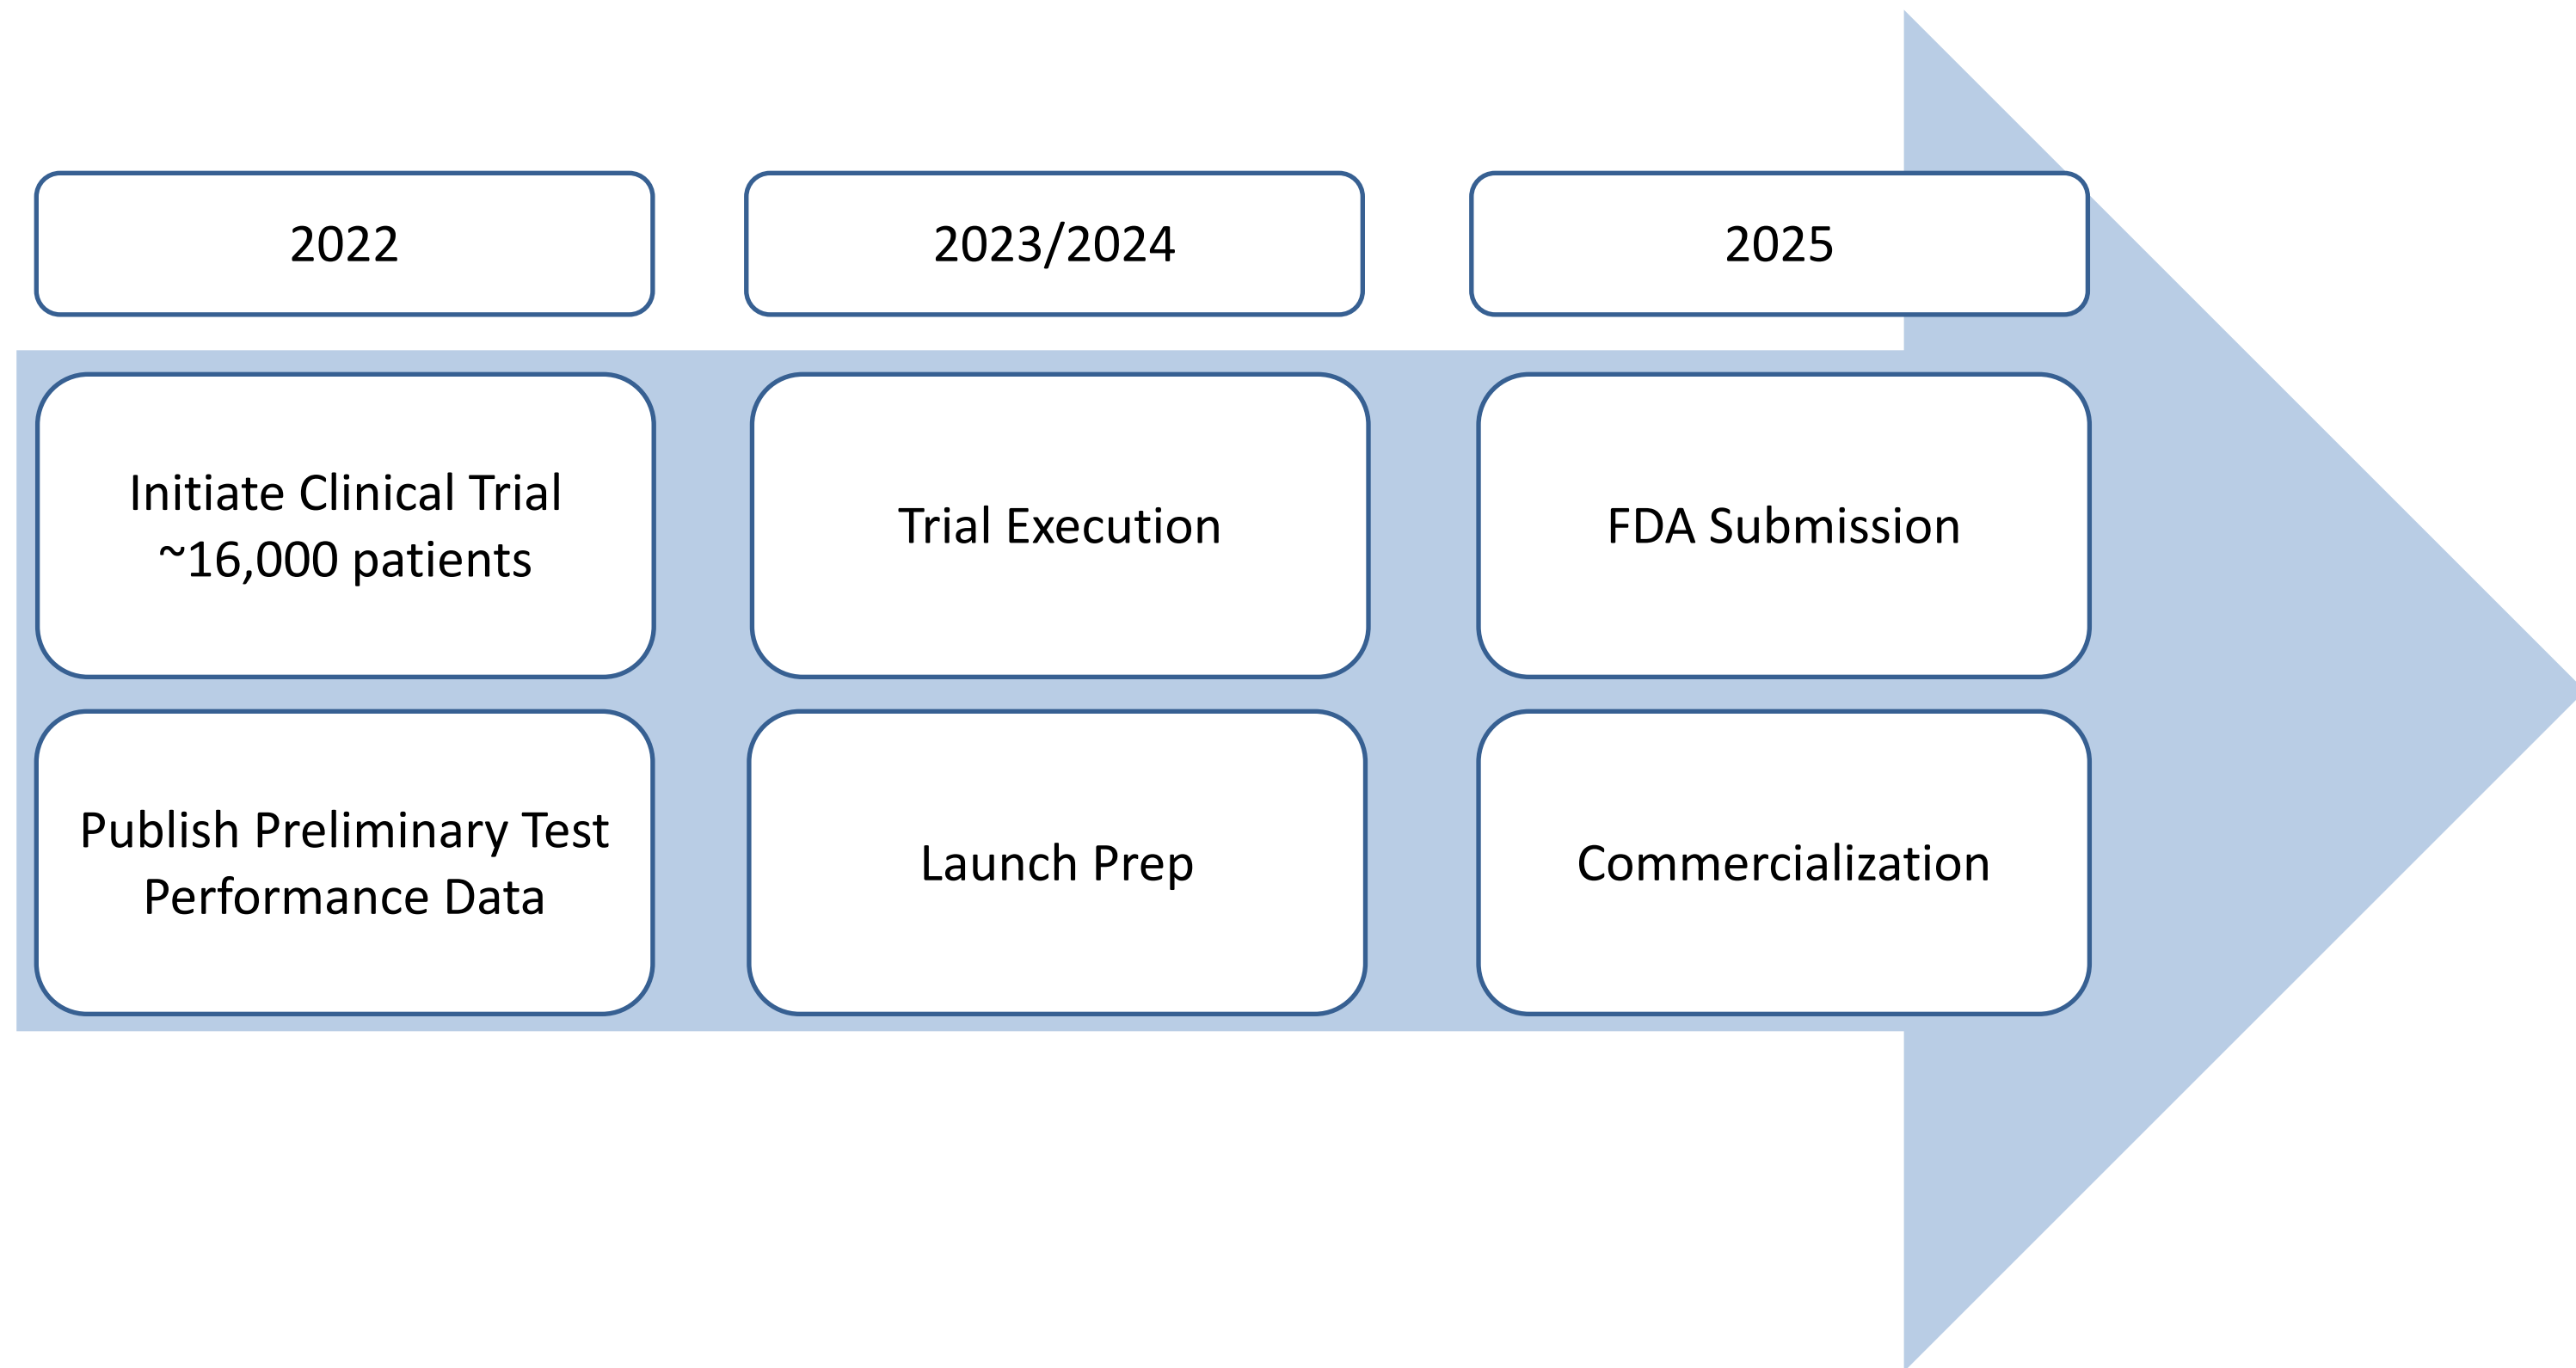 2022
2023/2024
2025
Initiate Clinical Trial
~16,000 patients
Trial Execution
FDA Submission
Publish Preliminary Test
Performance Data
Launch Prep
Commercialization